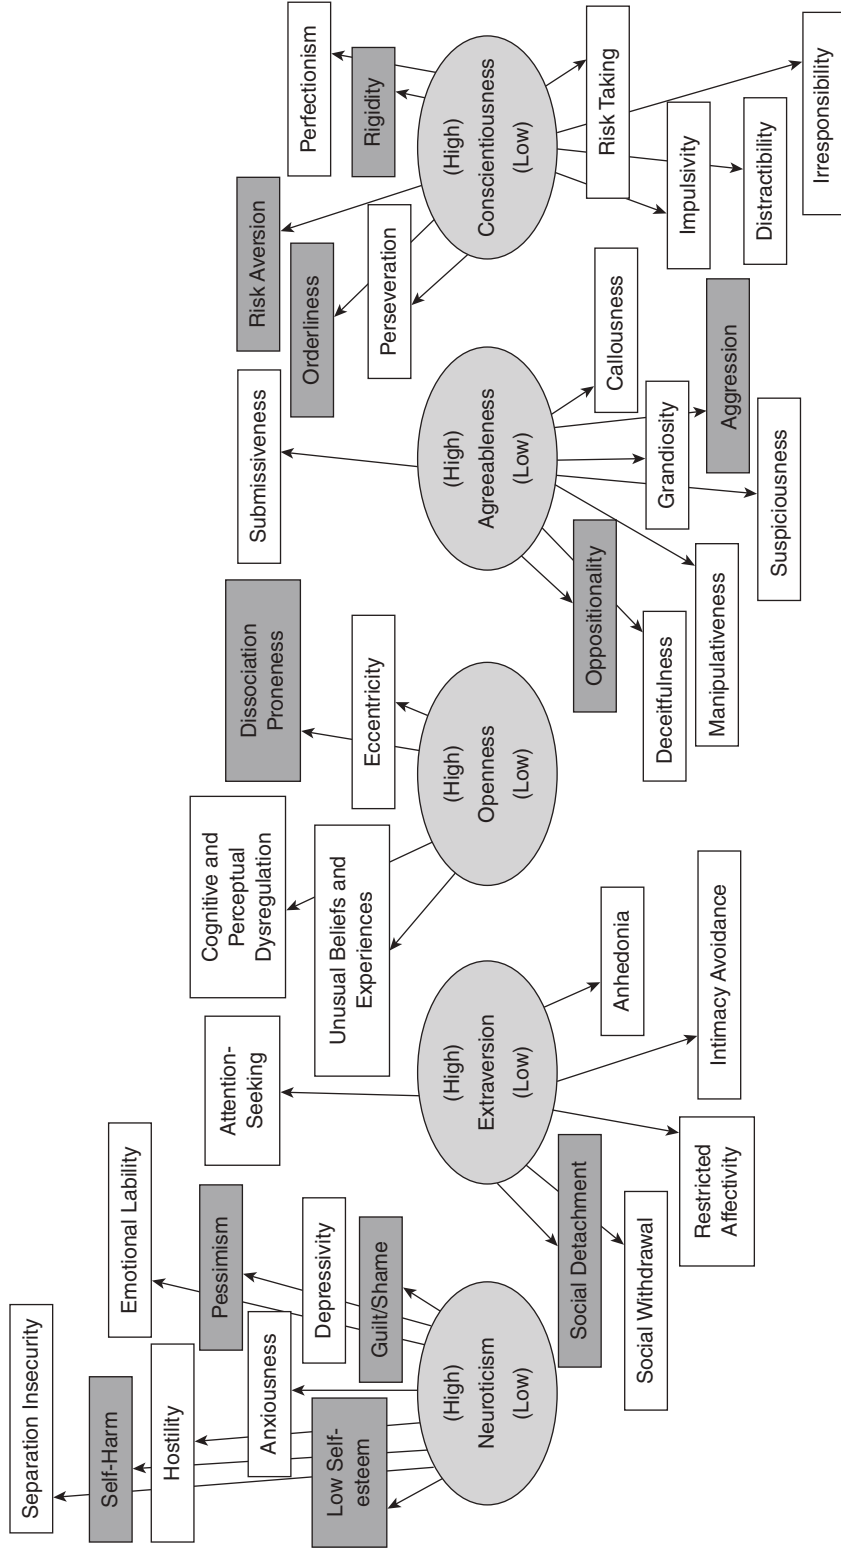 Separation Insecurity
Self-Harm
Hostility
Emotional Lability
Pessimism
Anxiousness
Depressivity
Low Self-
esteem
Guilt/Shame
(High)
Neuroticism
(Low)
Attention-
Seeking
(High)
Extraversion
(Low)
Social Detachment
Social Withdrawal
Restricted
Affectivity
Anhedonia
Intimacy Avoidance
Cognitive and
Perceptual
Dysregulation
Unusual Beliefs and
Experiences
Dissociation
Proneness
Eccentricity
(High)
Openness
(Low)
Submissiveness
(High)
Agreeableness
(Low)
Oppositionality
Deceitfulness
Manipulativeness
Callousness
Grandiosity
Aggression
Suspiciousness
Risk Aversion
Orderliness
Perseveration
Perfectionism
Rigidity
(High)
Conscientiousness
(Low)
Risk Taking
Impulsivity
Distractibility
Irresponsibility